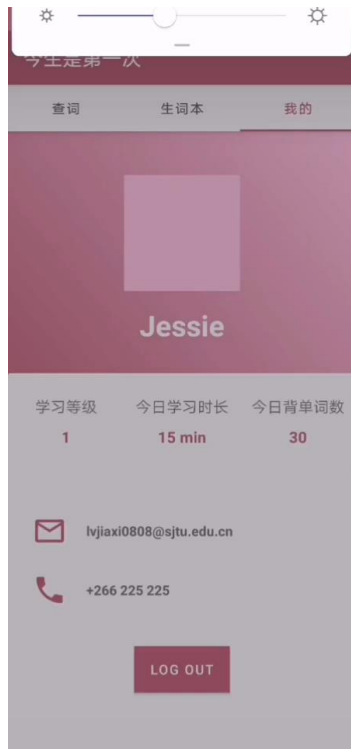 今生是第一次
查词 生词本 我的
Jessie
学习等级 今日学习时长 今日背单词数
1 15 min 30
lvjiaxi0808@sjtu.edu.cn
+266 225 225
LOG OUT